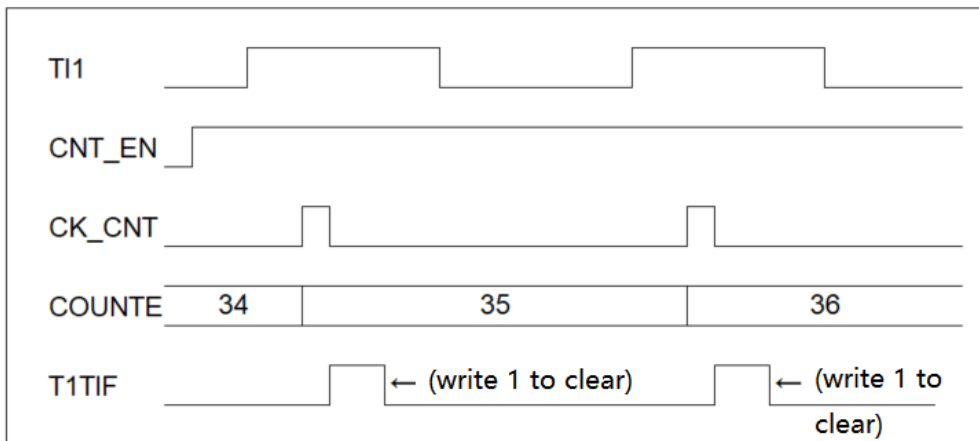 TI1
CNT_EN
CK_CNT
COUNTE 34 35 36
T1TIF ← (write 1 to clear) ← (write 1 to
clear)